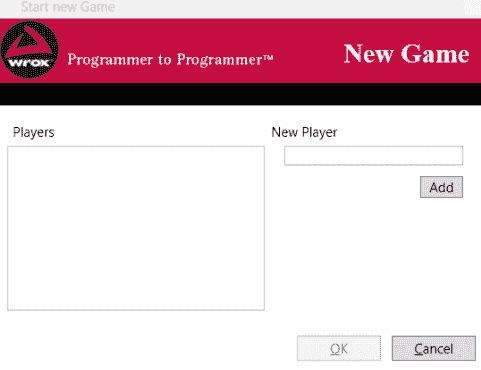 Start new Game
wrox
Programmer to Programmer™
New Game
Players
New Player
Add
OK
Cancel